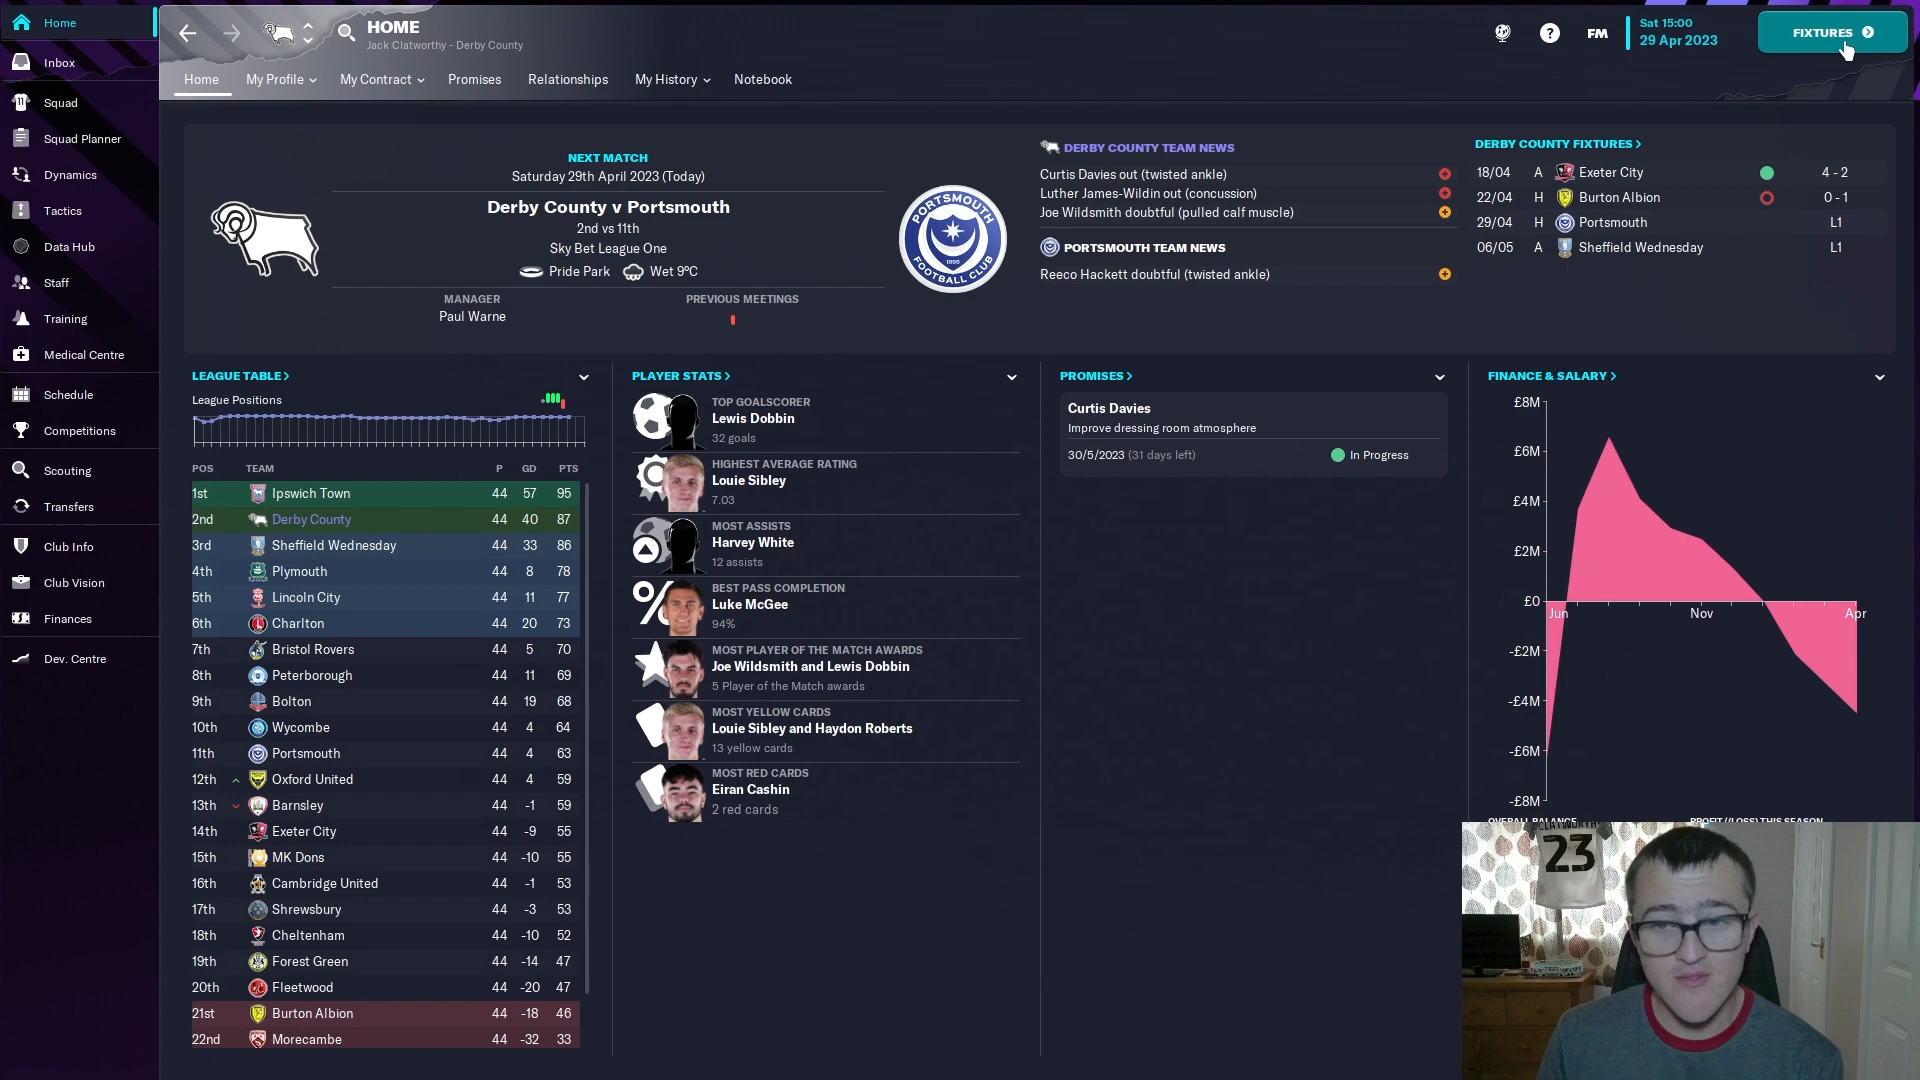 Home
Inbox
Squad
Squad Planner
Dynamics
Tactics
Data Hub
Staff
Training
Medical Centre
Schedule
Competitions
Scouting
Transfers
Club Info
Club Vision
Finances
Dev. Centre
HOME
Jack Clatworthy - Derby County
FM
Sat 15:00
29 Apr 2023
FIXTURES
Home My Profile My Contract Promises Relationships My History Notebook
NEXT MATCH
Saturday 29th April 2023 (Today)
Derby County v Portsmouth
2nd vs 11th
Sky Bet League One
Pride Park Wet 9ºC
MANAGER
Paul Warne
PREVIOUS MEETINGS
PORTSMOUTH
1898
FOOTBALL CLUB
DERBY COUNTY TEAM NEWS
Curtis Davies out (twisted ankle)
Luther James-Wildin out (concussion)
Joe Wildsmith doubtful (pulled calf muscle)
PORTSMOUTH TEAM NEWS
Reeco Hackett doubtful (twisted ankle)
DERBY COUNTY FIXTURES
18/04 A Exeter City 4 - 2
22/04 H Burton Albion 0 - 1
29/04 H Portsmouth L1
06/05 A Sheffield Wednesday L1
LEAGUE TABLE
League Positions
POS TEAM P GD PTS
1st Ipswich Town 44 57 95
2nd Derby County 44 40 87
3rd Sheffield Wednesday 44 33 86
4th Plymouth 44 8 78
5th Lincoln City 44 11 77
6th Charlton 44 20 73
7th Bristol Rovers 44 5 70
8th Peterborough 44 11 69
9th Bolton 44 19 68
10th Wycombe 44 4 64
11th Portsmouth 44 4 63
12th Oxford United 44 4 59
13th Barnsley 44 -1 59
14th Exeter City 44 -9 55
15th MK Dons 44 -10 55
16th Cambridge United 44 -1 53
17th Shrewsbury 44 -3 53
18th Cheltenham 44 -10 52
19th Forest Green 44 -14 47
20th Fleetwood 44 -20 47
21st Burton Albion 44 -18 46
22nd Morecambe 44 -32 33
PLAYER STATS
TOP GOALSCORER
Lewis Dobbin
32 goals
HIGHEST AVERAGE RATING
Louie Sibley
7.03
MOST ASSISTS
Harvey White
12 assists
BEST PASS COMPLETION
Luke McGee
94%
MOST PLAYER OF THE MATCH AWARDS
Joe Wildsmith and Lewis Dobbin
5 Player of the Match awards
MOST YELLOW CARDS
Louie Sibley and Haydon Roberts
13 yellow cards
MOST RED CARDS
Eiran Cashin
2 red cards
PROMISES
Curtis Davies
Improve dressing room atmosphere
30/5/2023 (31 days left) In Progress
FINANCE & SALARY
£8M
£6M
£4M
£2M
£0
Jun Nov Apr
-£2M
-£4M
-£6M
-£8M
OVERALL BALANCE PROFIT/(LOSS) THIS SEASON
CLATWORTHY
23